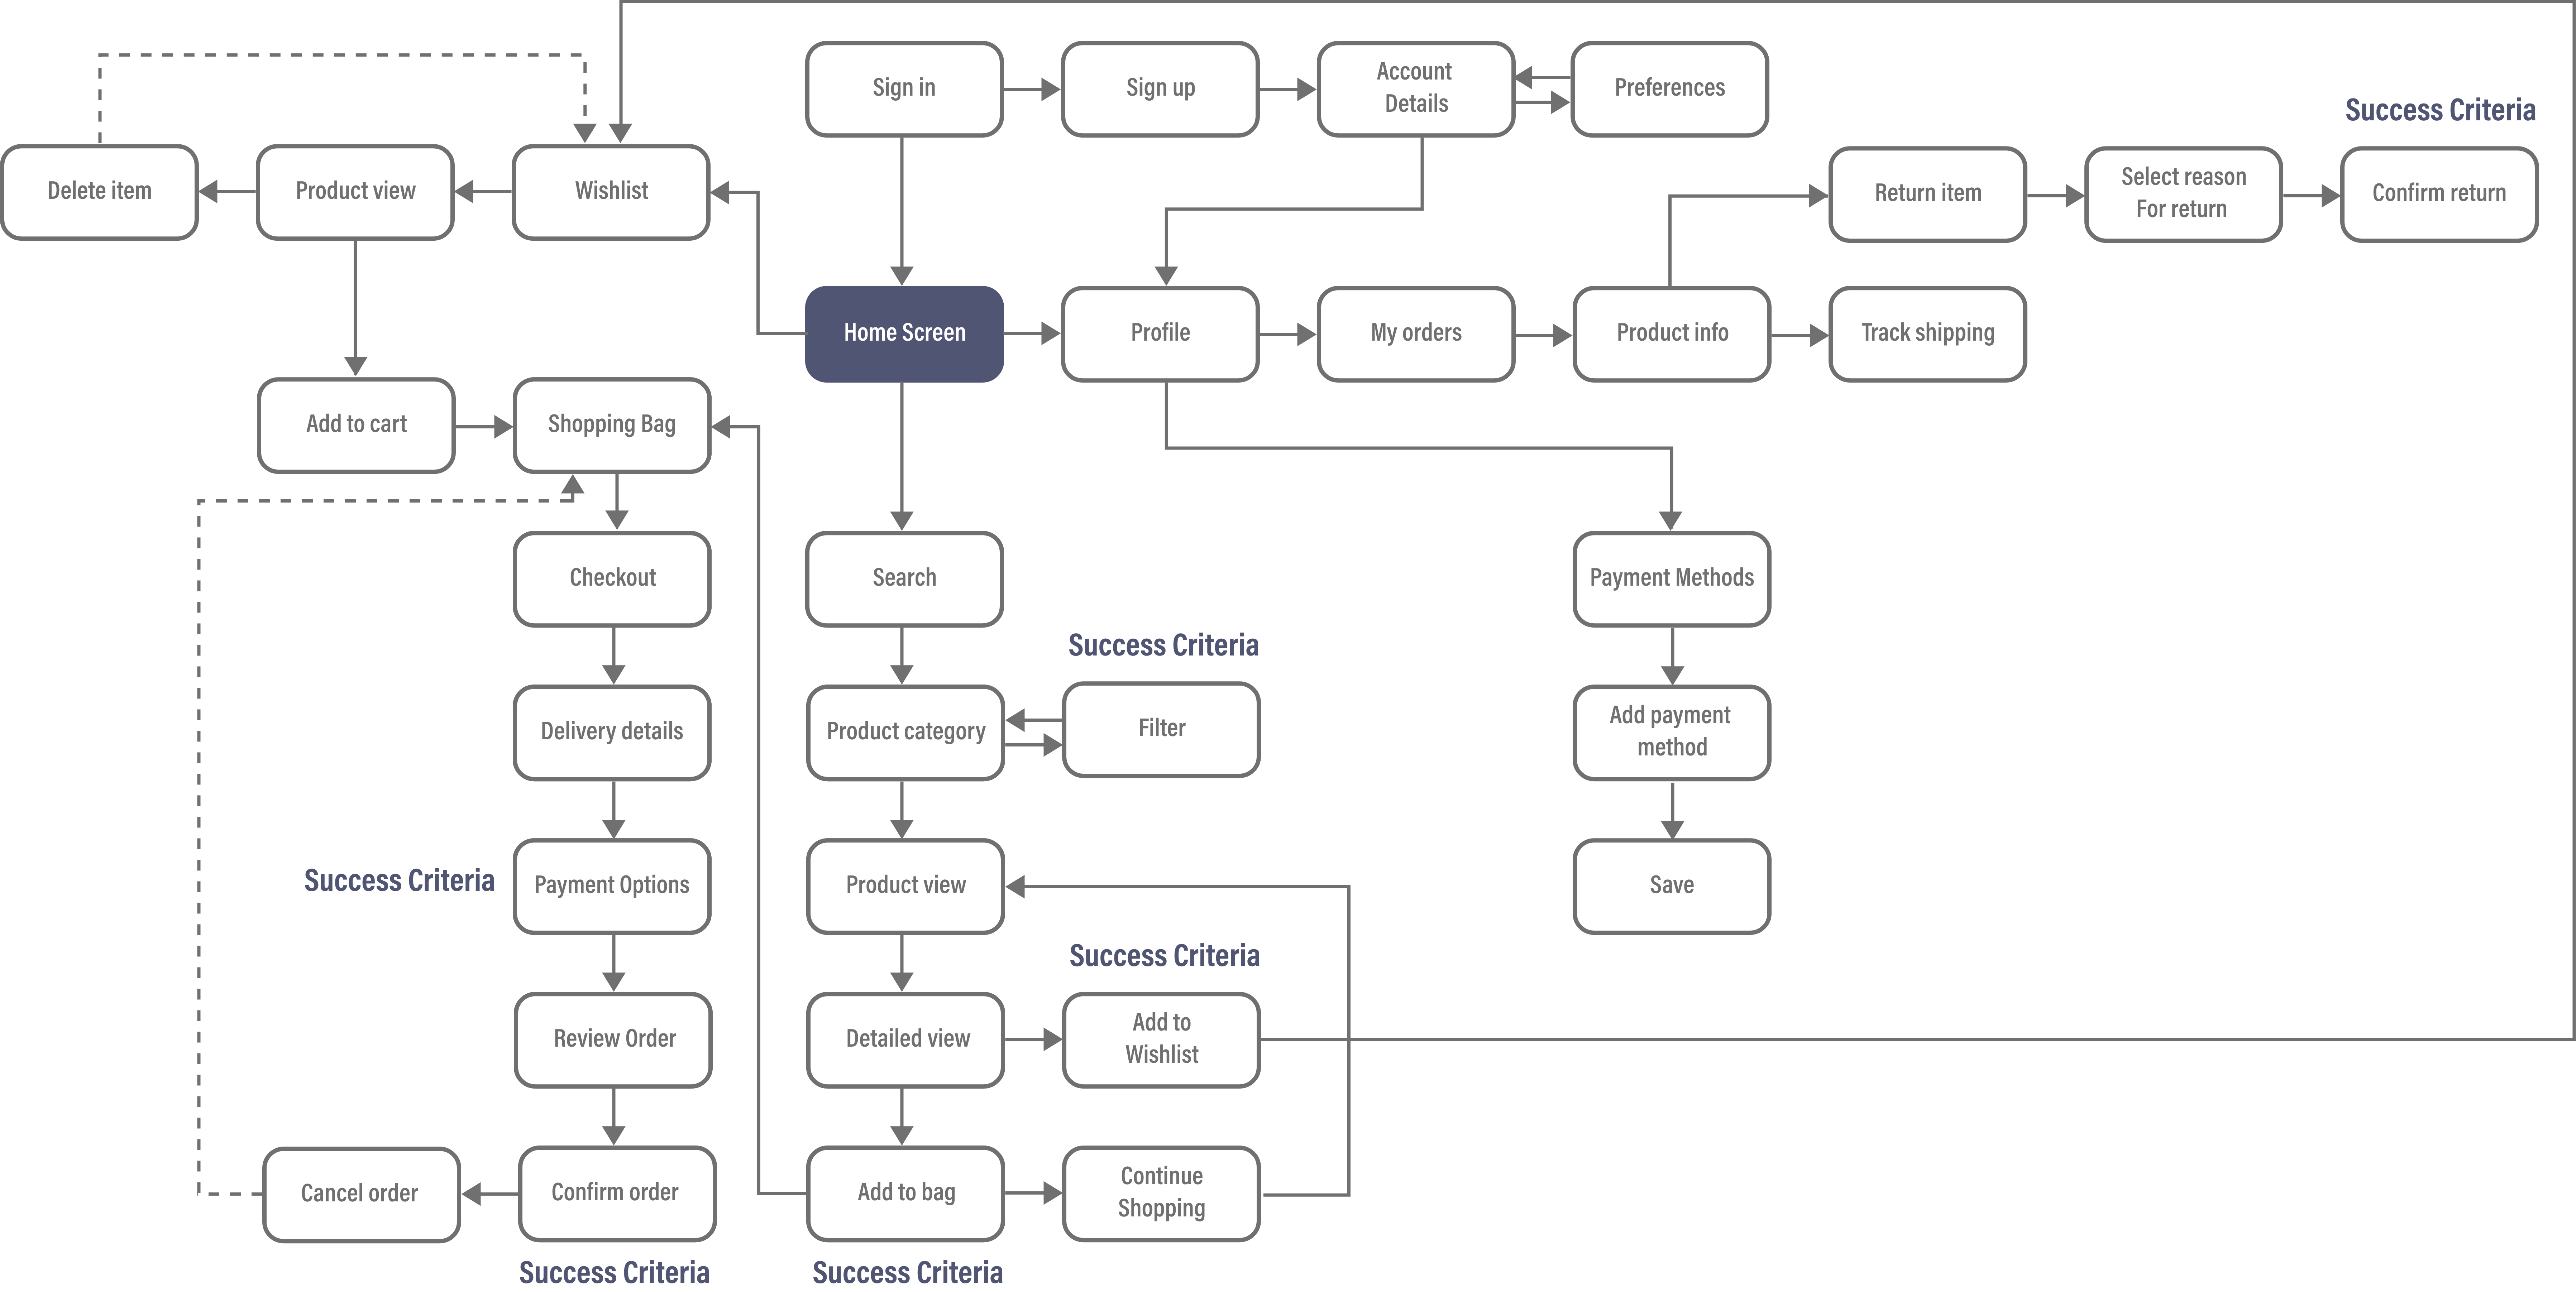 Sign in
Sign up
Account
Details
Preferences
Success Criteria
Delete item
Product view
Wishlist
Return item
Select reason
For return
Confirm return
Home Screen
Profile
My orders
Product info
Track shipping
Add to cart
Shopping Bag
Checkout
Search
Payment Methods
Success Criteria
Delivery details
Product category
Filter
Add payment
method
Success Criteria
Payment Options
Product view
Save
Success Criteria
Review Order
Detailed view
Add to
Wishlist
Cancel order
Confirm order
Add to bag
Continue
Shopping
Success Criteria
Success Criteria